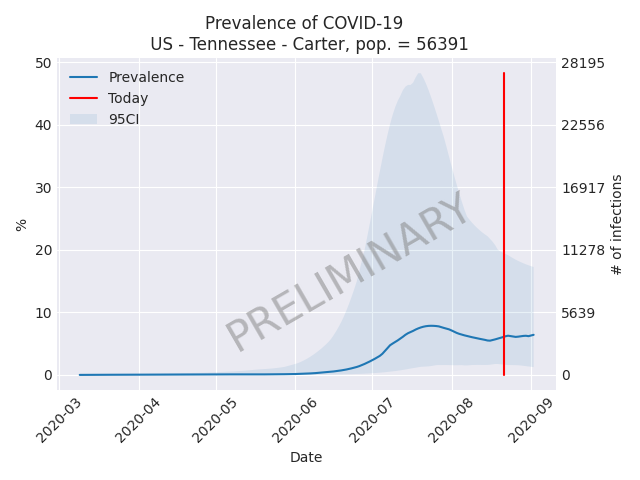 Prevalence of COVID-19
US - Tennessee - Carter, pop. = 56391
Prevalence
Today
95CI
50
40
30
20
10
0
%
28195
22556
16917
11278
5639
0
# of infections
PRELIMINARY
2020-03
2020-04
2020-05
2020-06
2020-07
2020-08
2020-09
Date